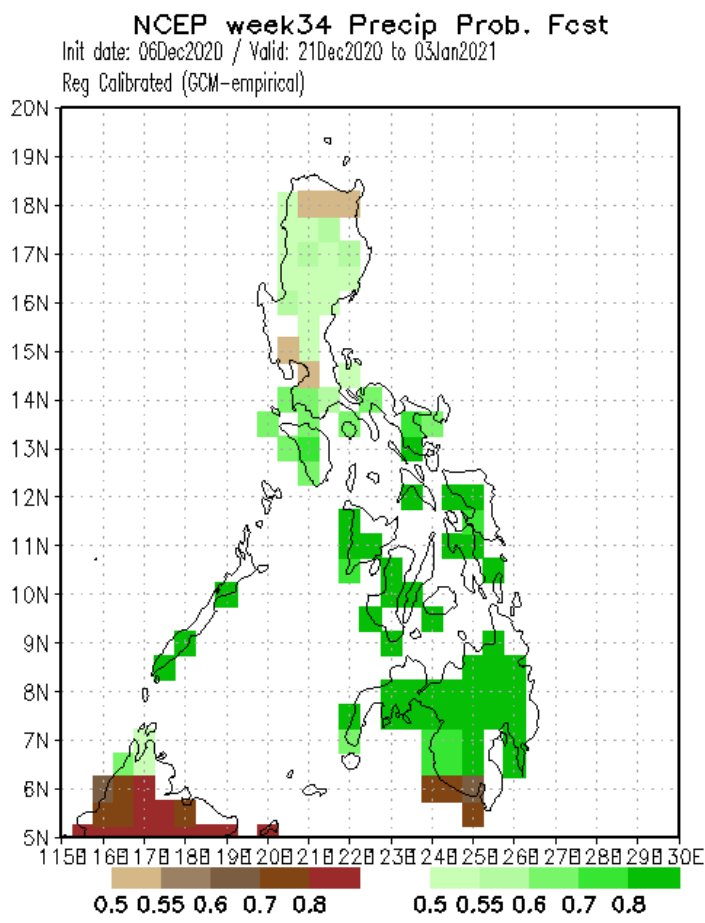 NCEP week34 Precip Prob. Fcst
Init date: 06Dec2020 / Valid: 21Dec2020 to 03Jan2021
Reg Calibrated (GCM-empirical)
20N
19N
18N
17N
16N
15N
14N
13N
12N
11N
10N
9N
8N
7N
6N
5N
115E 116E 117E 118E 119E 120E 121E 122E 123E 124E 125E 126E 127E 128E 129E 130E
0.5 0.55 0.6 0.7 0.8 0.5 0.55 0.6 0.7 0.8